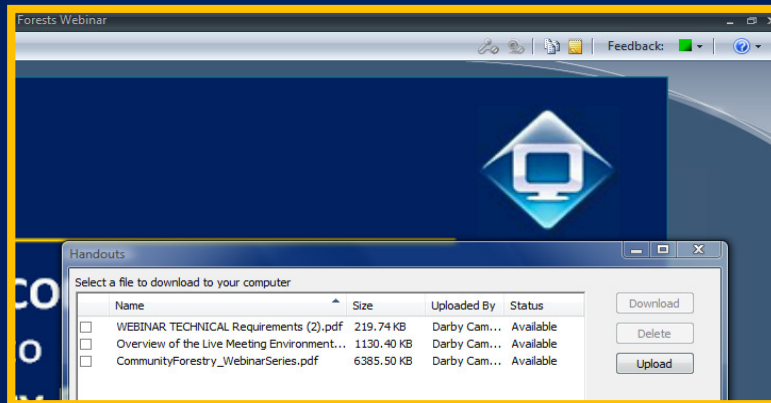 Forests Webinar
Feedback:
Handouts
co
Select a file to download to your computer
Name Size Uploaded By Status
Download
WEBINAR TECHNICAL Requirements (2).pdf 219.74 KB Darby Cam... Available
o
Overview of the Live Meeting Environment... 1130.40 KB Darby Cam... Available
Delete
CommunityForestry_WebinarSeries.pdf 6385.50 KB Darby Cam... Available
Upload